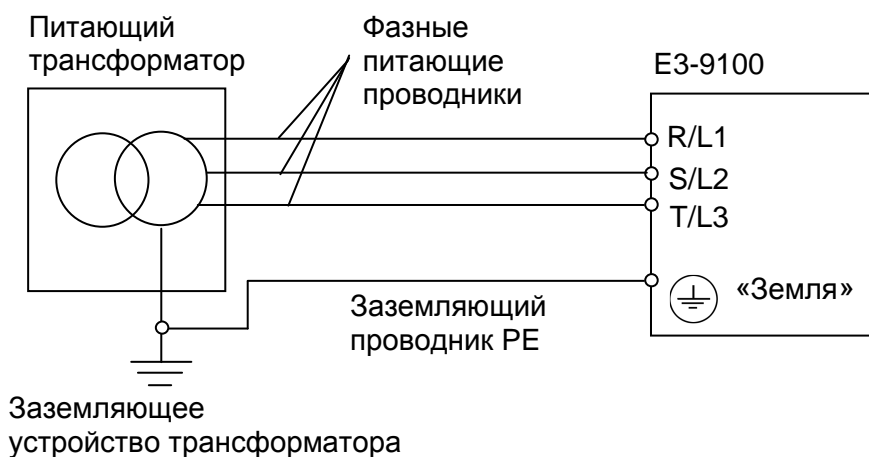 Питающий
трансформатор
Фазные
питающие
проводники
E3-9100
R/L1
S/L2
T/L3
«Земля»
Заземляющий
проводник PE
Заземляющее
устройство трансформатора